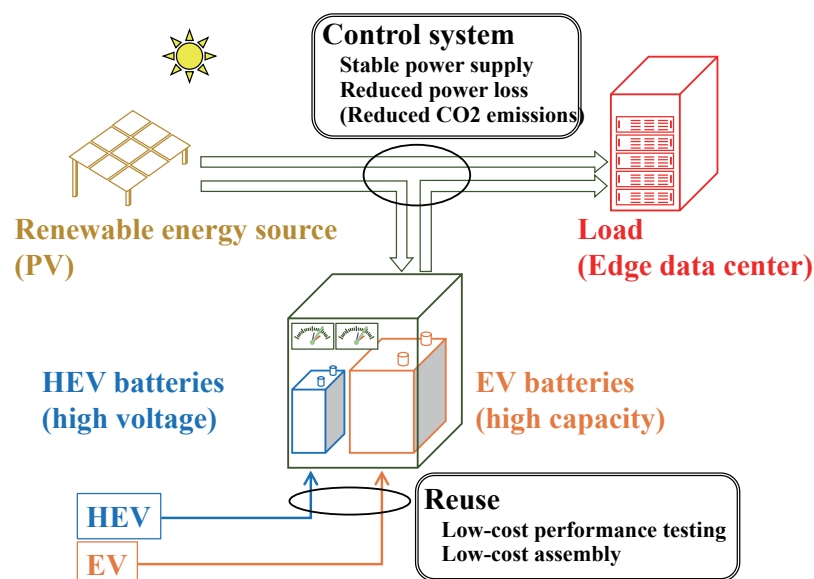 Control system
Stable power supply
Reduced power loss
(Reduced CO2 emissions)
Renewable energy source
(PV)
Load
(Edge data center)
HEV batteries
(high voltage)
EV batteries
(high capacity)
HEV
EV
Reuse
Low-cost performance testing
Low-cost assembly